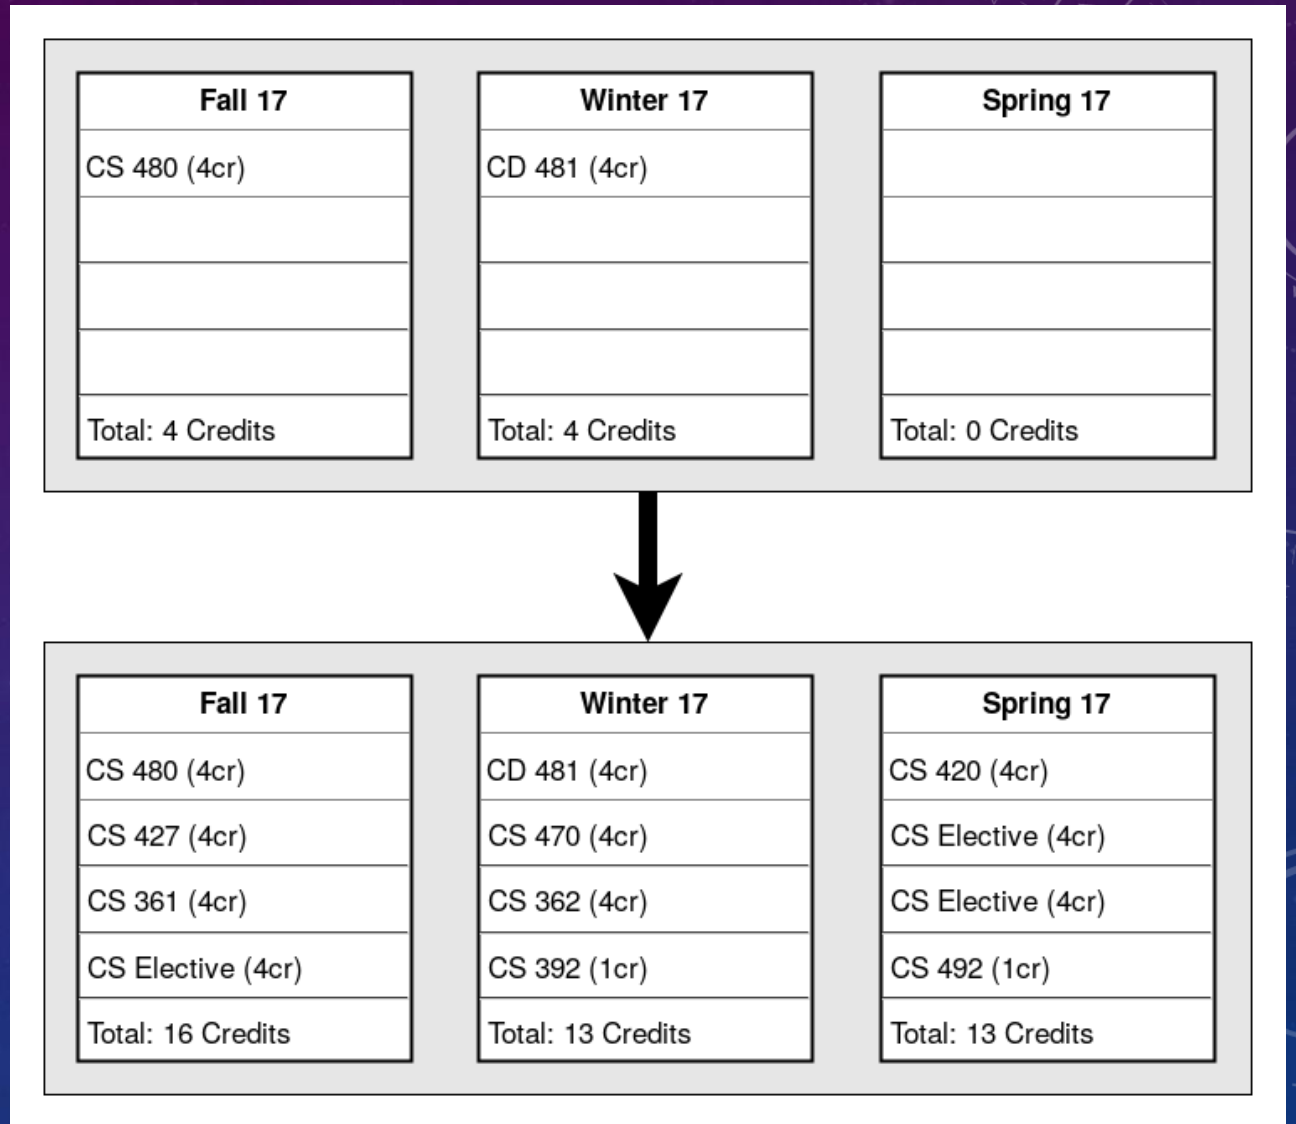 Fall 17
CS 480 (4cr)
Total: 4 Credits
Winter 17
CD 481 (4cr)
Total: 4 Credits
Spring 17
Total: 0 Credits
Fall 17
CS 480 (4cr)
CS 427 (4cr)
CS 361 (4cr)
CS Elective (4cr)
Total: 16 Credits
Winter 17
CD 481 (4cr)
CS 470 (4cr)
CS 362 (4cr)
CS 392 (1cr)
Total: 13 Credits
Spring 17
CS 420 (4cr)
CS Elective (4cr)
CS Elective (4cr)
CS 492 (1cr)
Total: 13 Credits